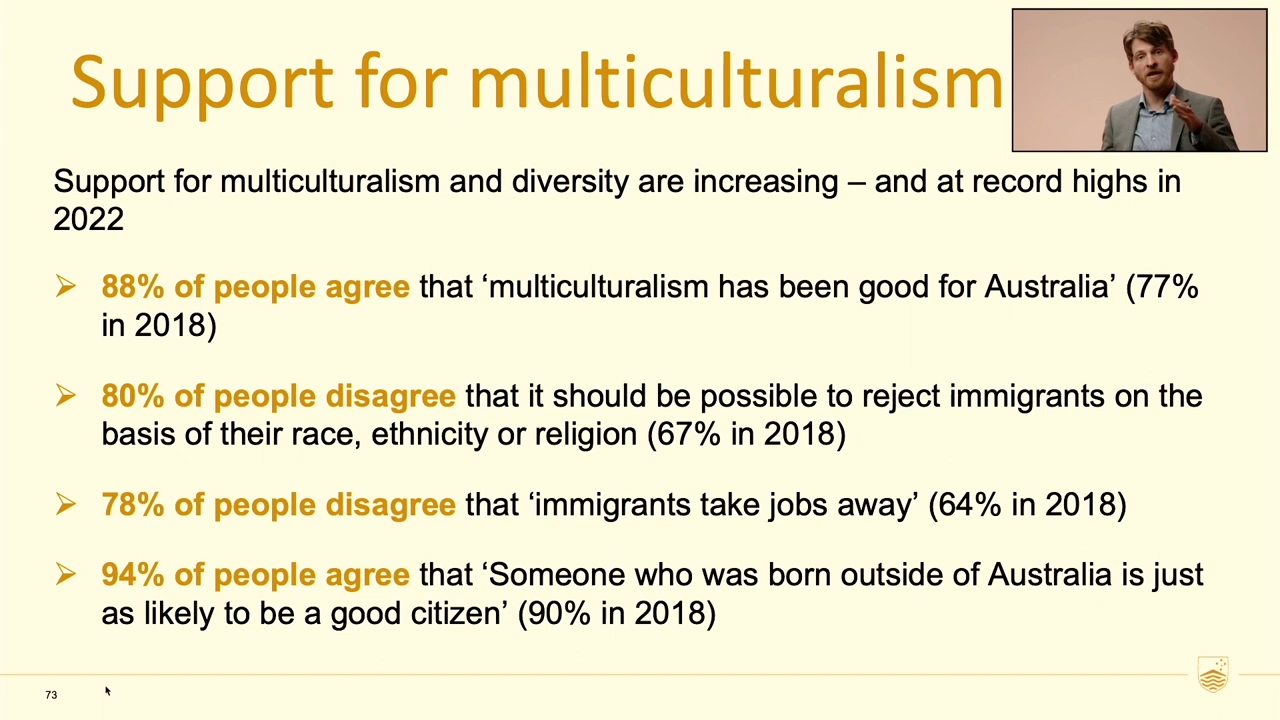 Support for multiculturalism
Support for multiculturalism and diversity are increasing – and at record highs in
2022
➢ 88% of people agree that ‘multiculturalism has been good for Australia’ (77%
in 2018)
➢ 80% of people disagree that it should be possible to reject immigrants on the
basis of their race, ethnicity or religion (67% in 2018)
➢ 78% of people disagree that ‘immigrants take jobs away’ (64% in 2018)
➢ 94% of people agree that ‘Someone who was born outside of Australia is just
as likely to be a good citizen’ (90% in 2018)
73